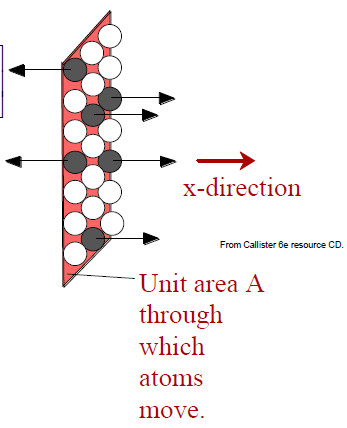 x-direction
From Callister 6e resource CD.
Unit area A
through
which
atoms
move.